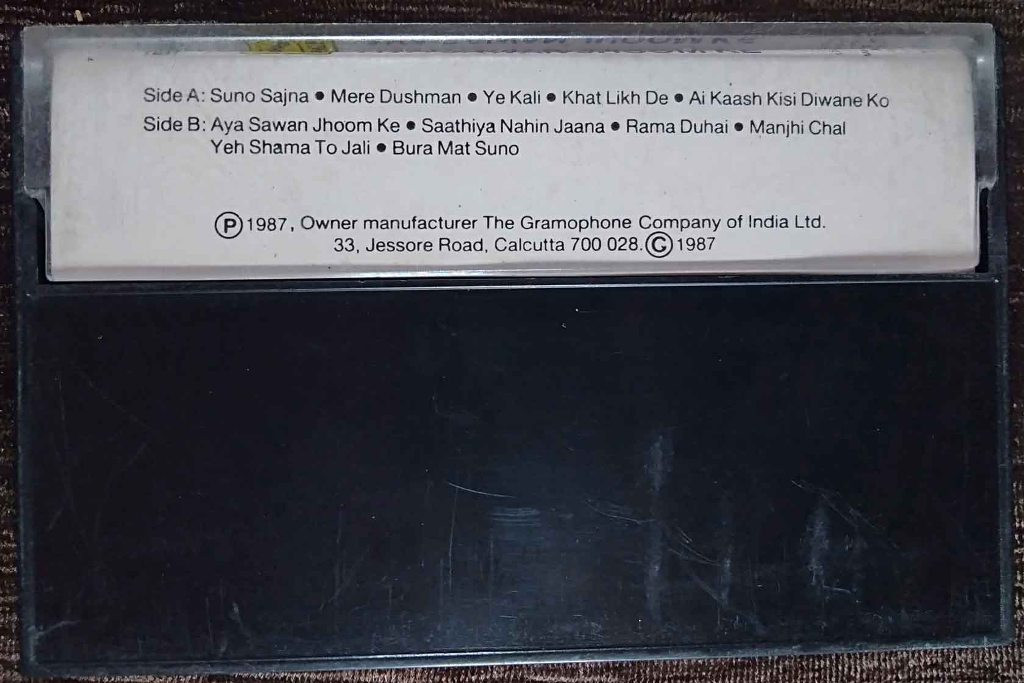 Side A: Suno Sajna • Mere Dushman • Ye Kali • Khat Likh De • Ai Kaash Kisi Diwane Ko
Side B: Aya Sawan Jhoom Ke • Saathiya Nahin Jaana • Rama Duhai • Manjhi Chal
Yeh Shama To Jali • Bura Mat Suno
Ⓟ 1987, Owner manufacturer The Gramophone Company of India Ltd.
33, Jessore Road, Calcutta 700 028. Ⓒ 1987